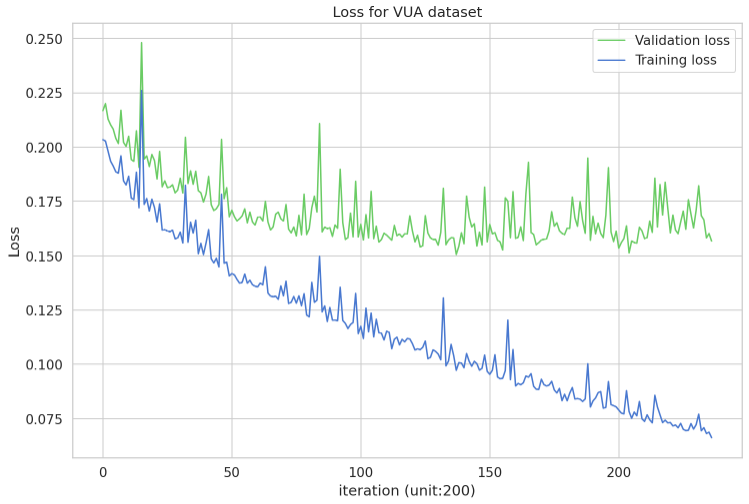 Loss for VUA dataset
Validation loss
Training loss
0.250
0.225
0.200
0.175
0.150
0.125
0.100
0.075
Loss
0 50 100 150 200
iteration (unit:200)